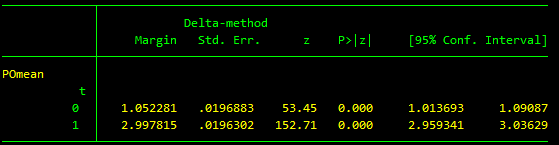 Delta-method
Margin Std. Err. z P>|z| [95% Conf. Interval]
POmean
t
0 1.052281 .0196883 53.45 0.000 1.013693 1.09087
1 2.997815 .0196302 152.71 0.000 2.959341 3.03629